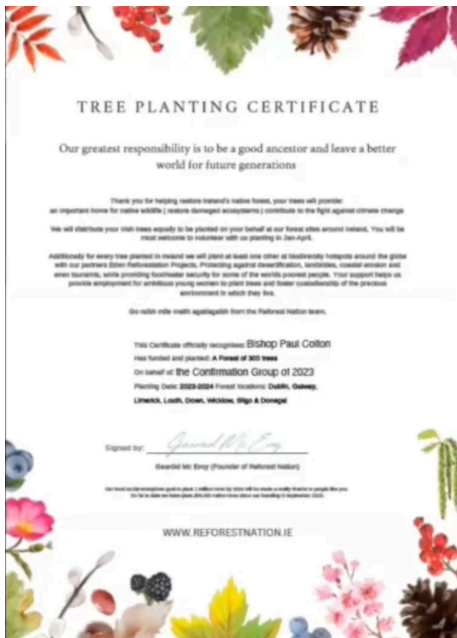 TREE PLANTING CERTIFICATE
Our greatest responsibility is to be a good ancestor and leave a better
world for future generations
Thank you for helping restore Ireland's native forest, your trees will provide:
an important home for native wildlife | restore damaged ecosystems | contribute to the fight against climate change
We will distribute your Irish trees equally to be planted on your behalf at our forest sites around Ireland. You will be
most welcome to volunteer with us planting in Jan-April.
Additionally for every tree planted in Ireland we will plant at least one other at biodiversity hotspots around the globe
with our partners Eden Reforestation Projects. Protecting against desertification, landslides, coastal erosion and
even tsunamis, while providing food/water security for some of the worlds poorest people. Your support helps us
provide employment for ambitious young women to plant trees and foster custodianship of the precious
environment in which they live.
Go raibh míle maith agaibh from the Reforest Nation team.
This Certificate officially recognises: Bishop Paul Colton
Has funded and planted: A Forest of 300 trees
On behalf of: the Confirmation Group of 2023
Planting Date: 2023-2024 Forest locations: Dublin, Galway,
Limerick, Louth, Down, Wicklow, Sligo & Donegal
Signed by: Gearóid Mc Evoy
Gearóid Mc Evoy (Founder of Reforest Nation)
WWW.REFORESTNATION.IE